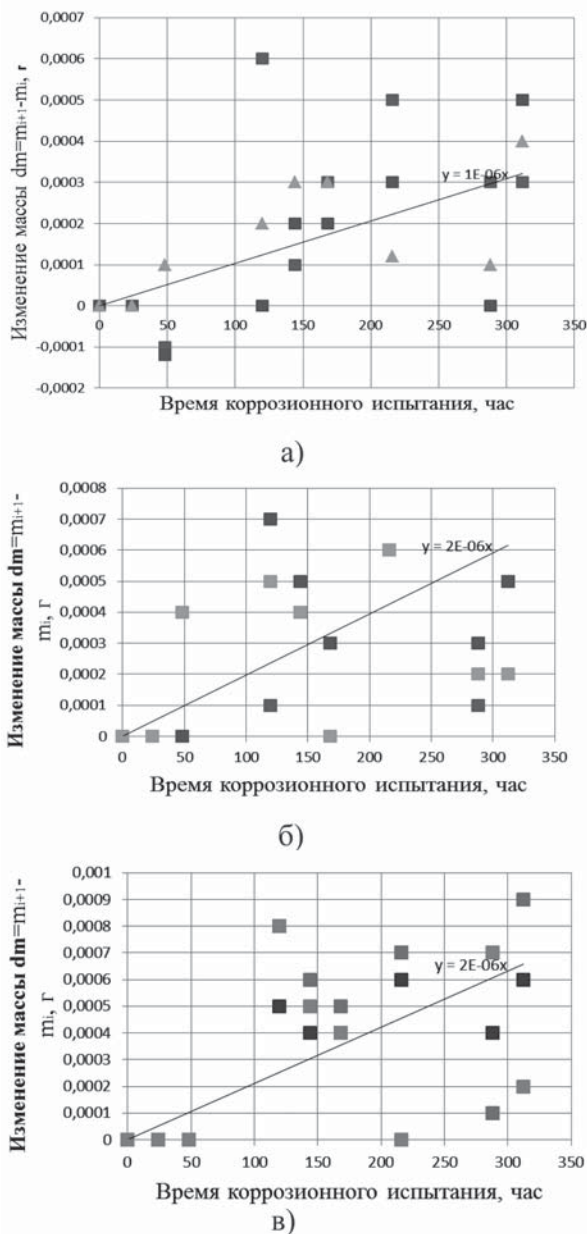 Изменение массы dm=mi+1-mi, г
0,0007
0,0006
0,0005
0,0004
0,0003
0,0002
0,0001
0
-0,0001
-0,0002
y = 1E-06x
0 50 100 150 200 250 300 350
Время коррозионного испытания, час
а)
Изменение массы dm=mi+1-
mi, г
0,0008
0,0007
0,0006
0,0005
0,0004
0,0003
0,0002
0,0001
0
y = 2E-06x
0 50 100 150 200 250 300 350
Время коррозионного испытания, час
б)
Изменение массы dm=mi+1-
mi, г
0,001
0,0009
0,0008
0,0007
0,0006
0,0005
0,0004
0,0003
0,0002
0,0001
0
y = 2E-06x
0 50 100 150 200 250 300 350
Время коррозионного испытания, час
в)